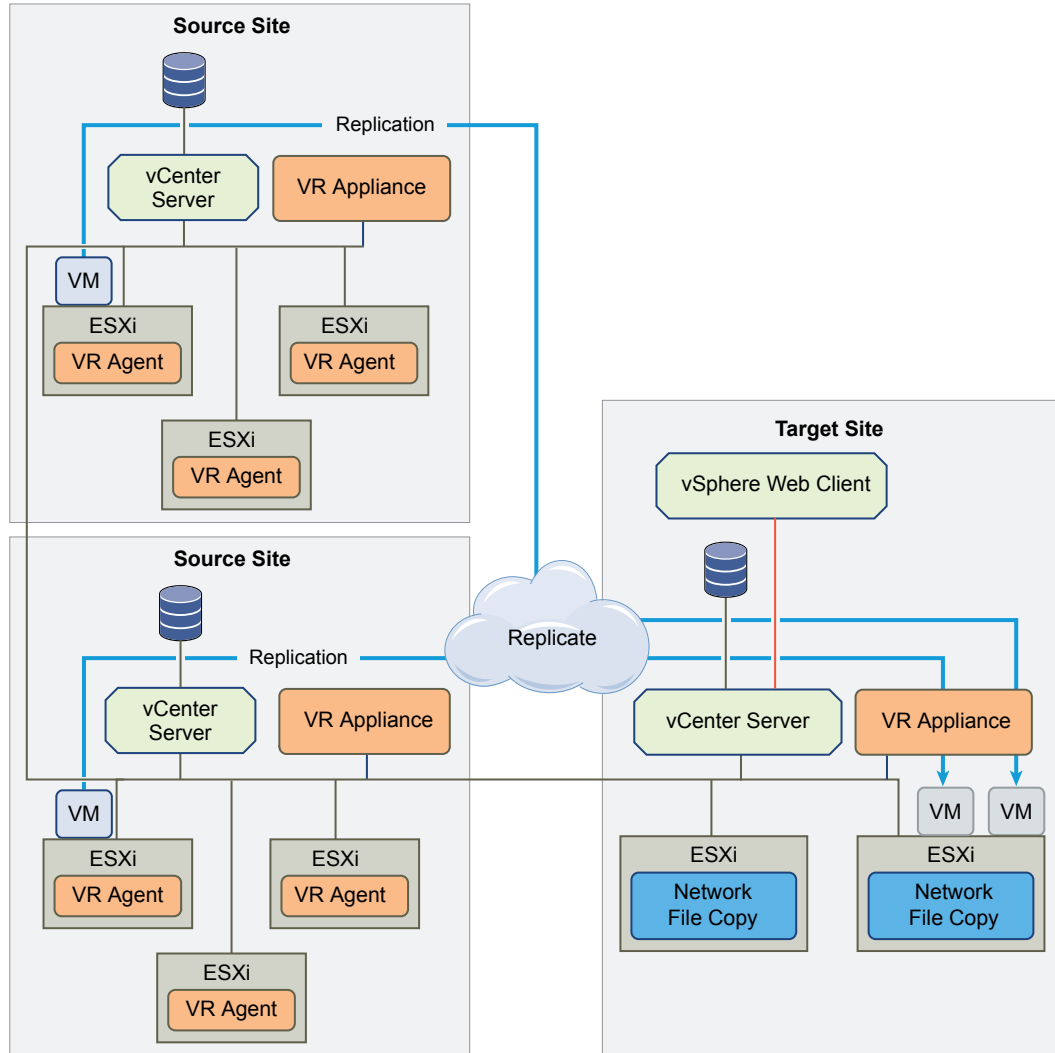 Source Site
Replication
vCenter
Server
VR Appliance
VM
ESXi
VR Agent
ESXi
VR Agent
ESXi
VR Agent
Source Site
Replication
vCenter
Server
VR Appliance
VM
ESXi
VR Agent
ESXi
VR Agent
ESXi
VR Agent
Replicate
Target Site
vSphere Web Client
vCenter Server
VR Appliance
VM
VM
ESXi
Network
File Copy
ESXi
Network
File Copy